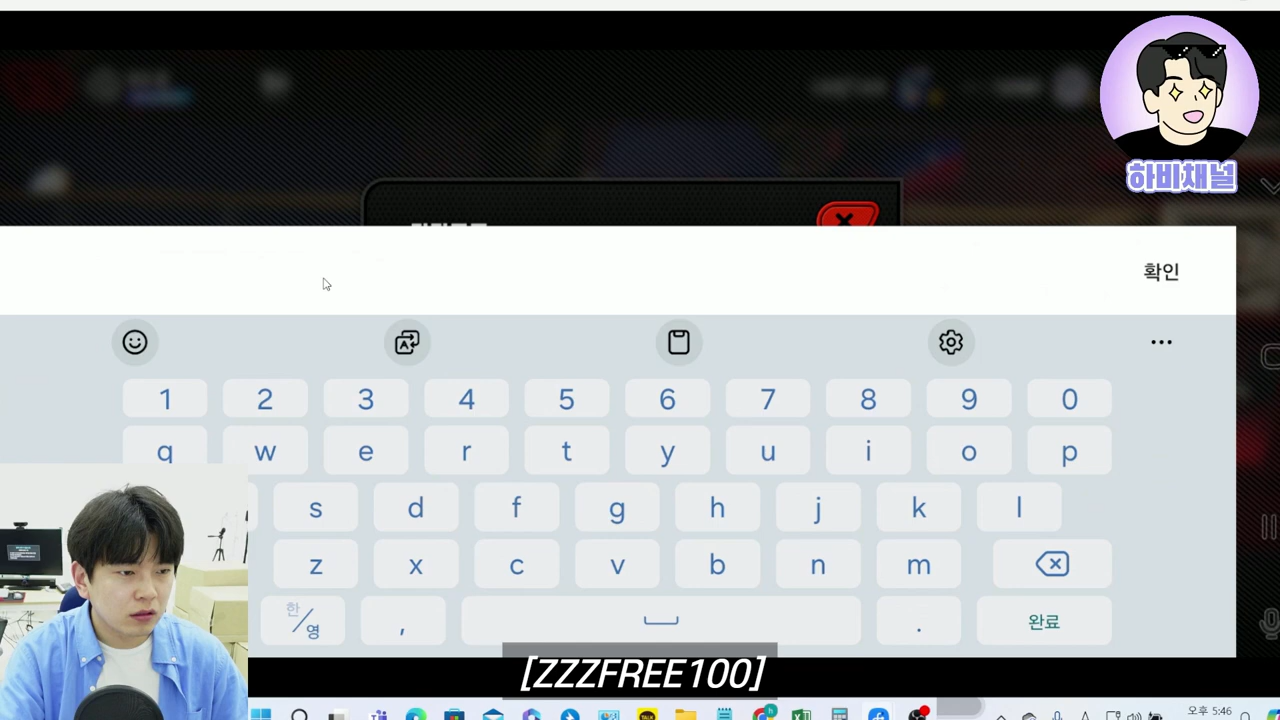 하비채널
확인
1 2 3 4 5 6 7 8 9 0
q w e r t y u i o p
s d f g h j k l
z x c v b n m
한/영 , . 완료
[ZZZFREE100]
TALK
오후 5:46